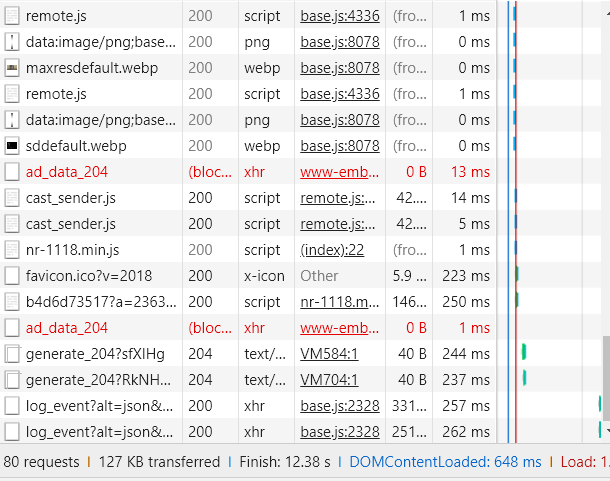 remote.js 200 script base.js:4336 (fro... 1 ms
data:image/png;base... 200 png base.js:8078 (fro... 0 ms
maxresdefault.webp 200 webp base.js:8078 (fro... 0 ms
remote.js 200 script base.js:4336 (fro... 1 ms
data:image/png;base... 200 png base.js:8078 (fro... 0 ms
sddefault.webp 200 webp base.js:8078 (fro... 0 ms
ad_data_204 (bloc... xhr www-emb... 0 B 13 ms
cast_sender.js 200 script remote.js:... 42.... 14 ms
cast_sender.js 200 script remote.js:... 42.... 5 ms
nr-1118.min.js 200 script (index):22 (fro... 1 ms
favicon.ico?v=2018 200 x-icon Other 5.9 ... 223 ms
b4d6d73517?a=2363... 200 script nr-1118.m... 146... 250 ms
ad_data_204 (bloc... xhr www-emb... 0 B 1 ms
generate_204?sfXIHg 204 text/... VM584:1 40 B 244 ms
generate_204?RkNH... 204 text/... VM704:1 40 B 237 ms
log_event?alt=json&... 200 xhr base.js:2328 331... 257 ms
log_event?alt=json&... 200 xhr base.js:2328 251... 262 ms
80 requests | 127 KB transferred | Finish: 12.38 s | DOMContentLoaded: 648 ms | Load: 1.